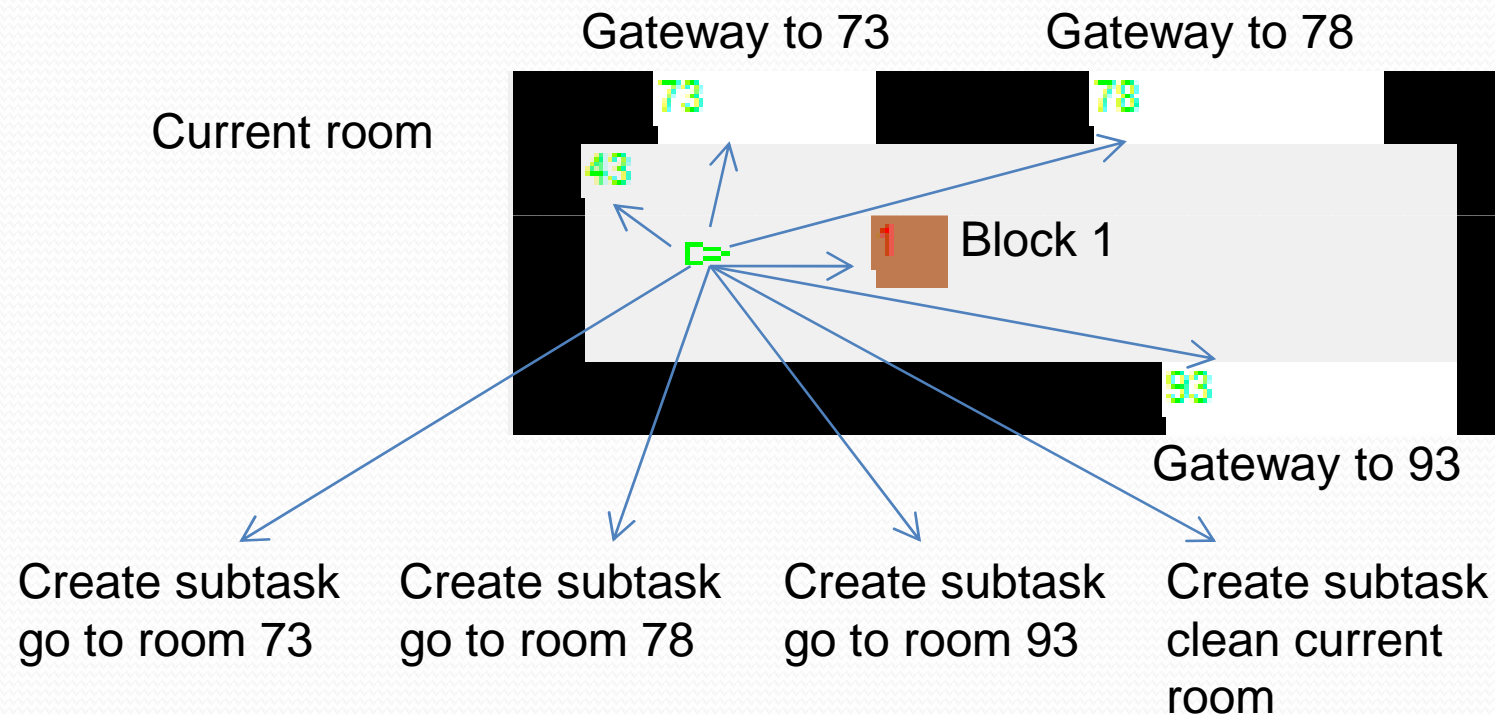 Gateway to 73
Gateway to 78
73
78
Current room
43
1
Block 1
93
Gateway to 93
Create subtask
go to room 73
Create subtask
go to room 78
Create subtask
go to room 93
Create subtask
clean current
room